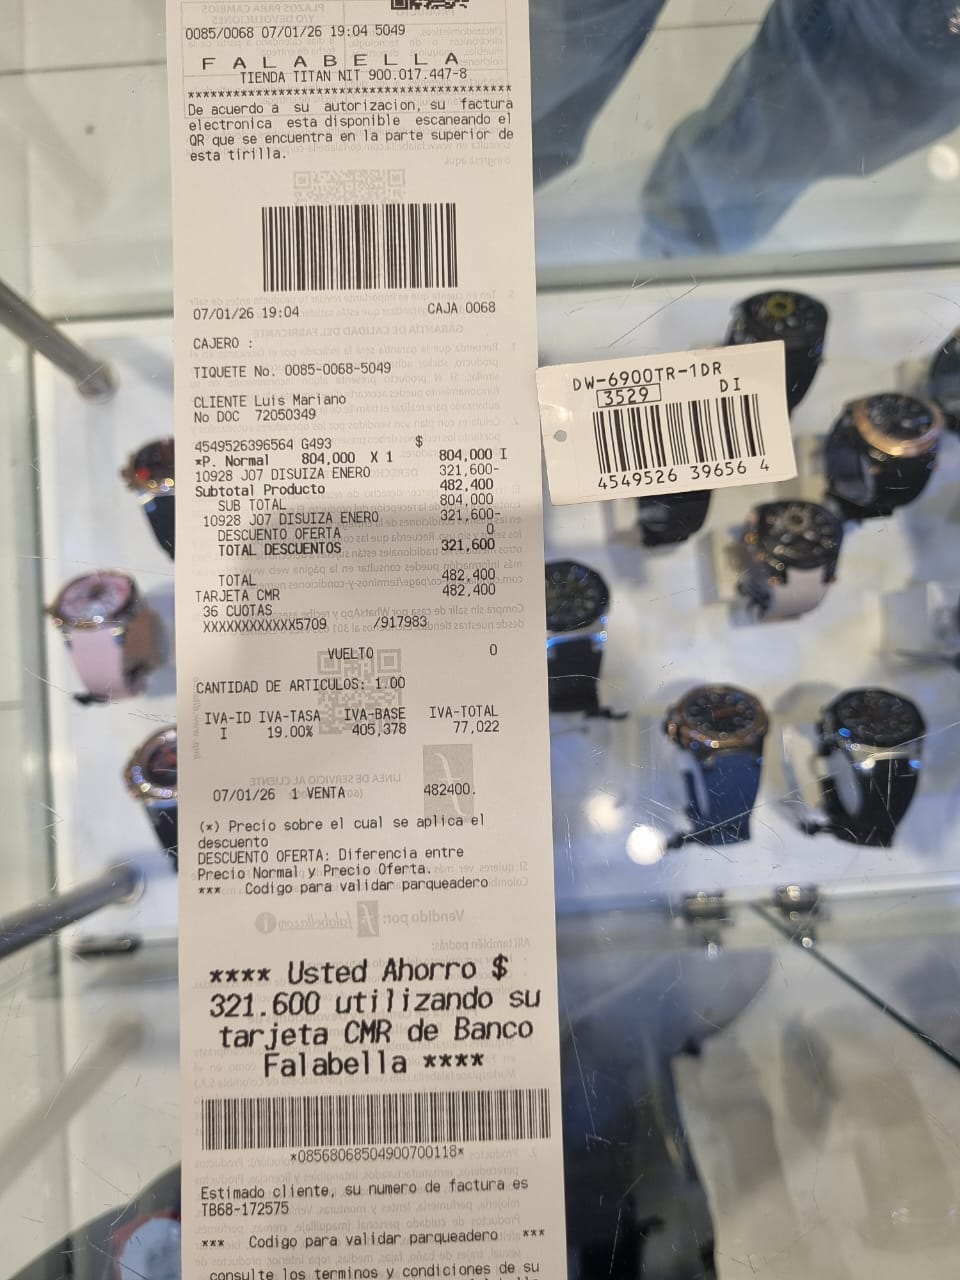 0085/0068 07/01/26 19:04 5049
F A L A B E L L A
TIENDA TITAN NIT 900.017.447-8
****************************************
De acuerdo a su autorizacion, su factura
electronica esta disponible escaneando el
QR que se encuentra en la parte superior de
esta tirilla.
07/01/26 19:04 CAJA 0068
CAJERO :
TIQUETE No. 0085-0068-5049
CLIENTE Luis Mariano
No DOC 72050349
4549526396564 G493 $
*P. Normal 804,000 X 1 804,000 I
10928 J07 DISUIZA ENERO 321,600-
Subtotal Producto 482,400
SUB TOTAL 804,000
10928 J07 DISUIZA ENERO 321,600-
DESCUENTO OFERTA 0
TOTAL DESCUENTOS 321,600
TOTAL 482,400
TARJETA CMR 482,400
36 CUOTAS
XXXXXXXXXXXX5709 /917983
VUELTO 0
CANTIDAD DE ARTICULOS: 1.00
IVA-ID IVA-TASA IVA-BASE IVA-TOTAL
I 19.00% 405,378 77,022
07/01/26 1 VENTA 482400.
(*) Precio sobre el cual se aplica el
descuento
DESCUENTO OFERTA: Diferencia entre
Precio Normal y Precio Oferta.
*** Codigo para validar parqueadero
**** Usted Ahorro $
321.600 utilizando su
tarjeta CMR de Banco
Falabella ****
*08568068504900700118*
Estimado cliente, su numero de factura es
TB68-172575
*** Codigo para validar parqueadero ***
consulte los terminos y condiciones de su
DW-6900TR-1DR
3529 DI
4549526 39656 4